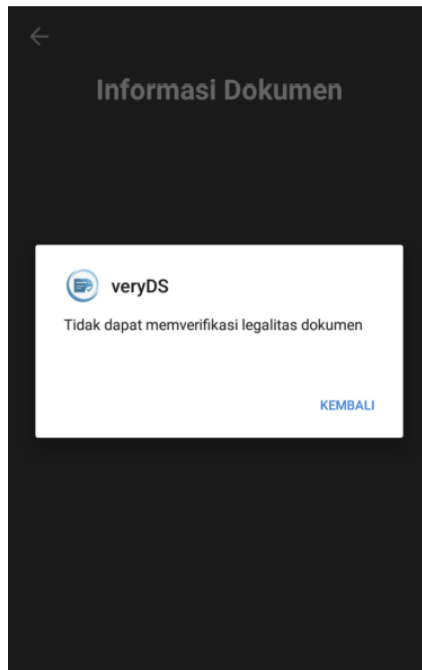 Informasi Dokumen
veryDS
Tidak dapat memverifikasi legalitas dokumen
KEMBALI